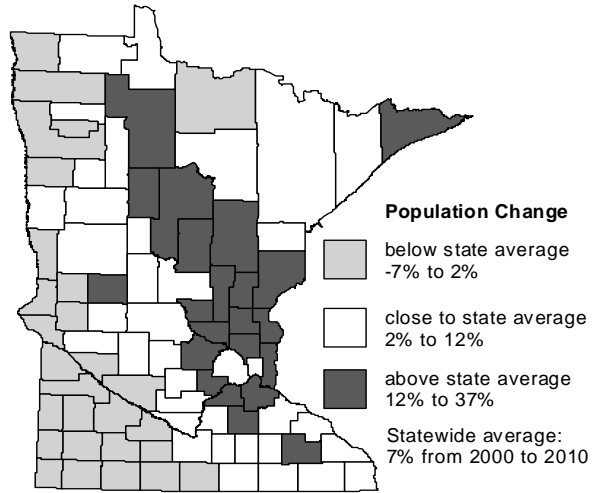 Population Change
below state average
-7% to 2%
close to state average
2% to 12%
above state average
12% to 37%
Statewide average:
7% from 2000 to 2010